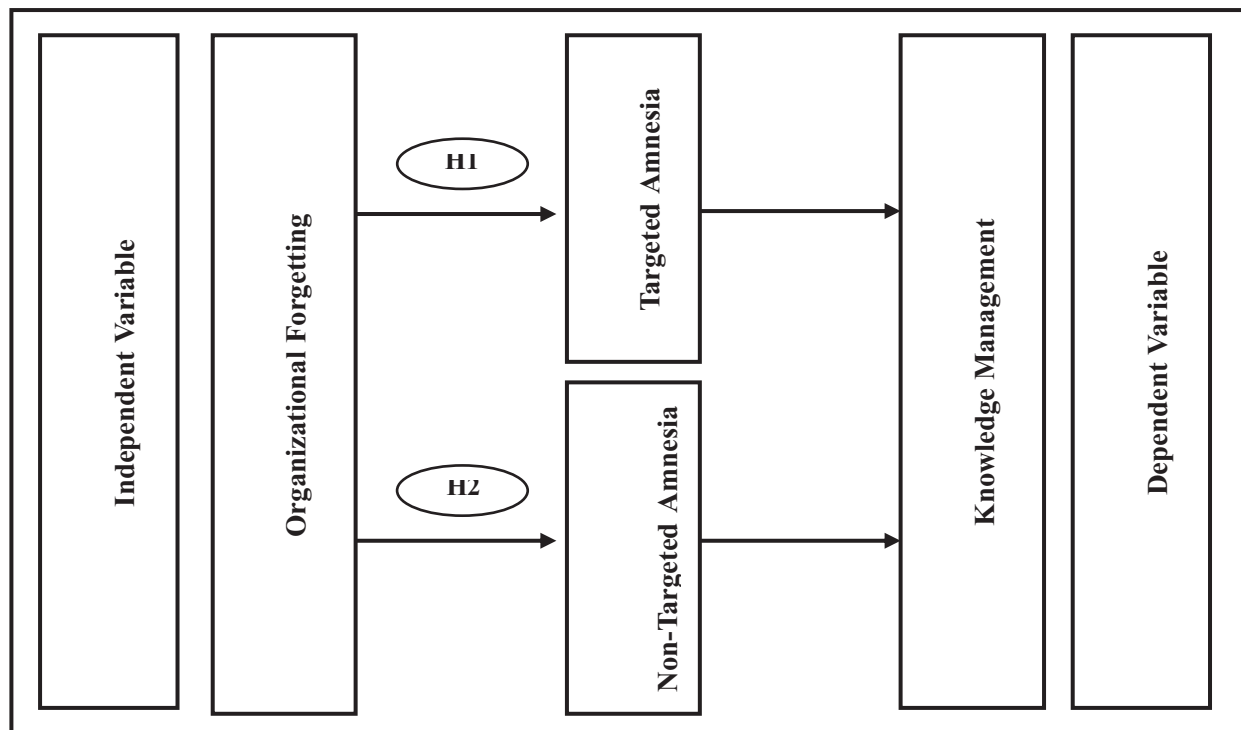 Independent Variable
Organizational Forgetting
H1
H2
Targeted Amnesia
Non-Targeted Amnesia
Knowledge Management
Dependent Variable